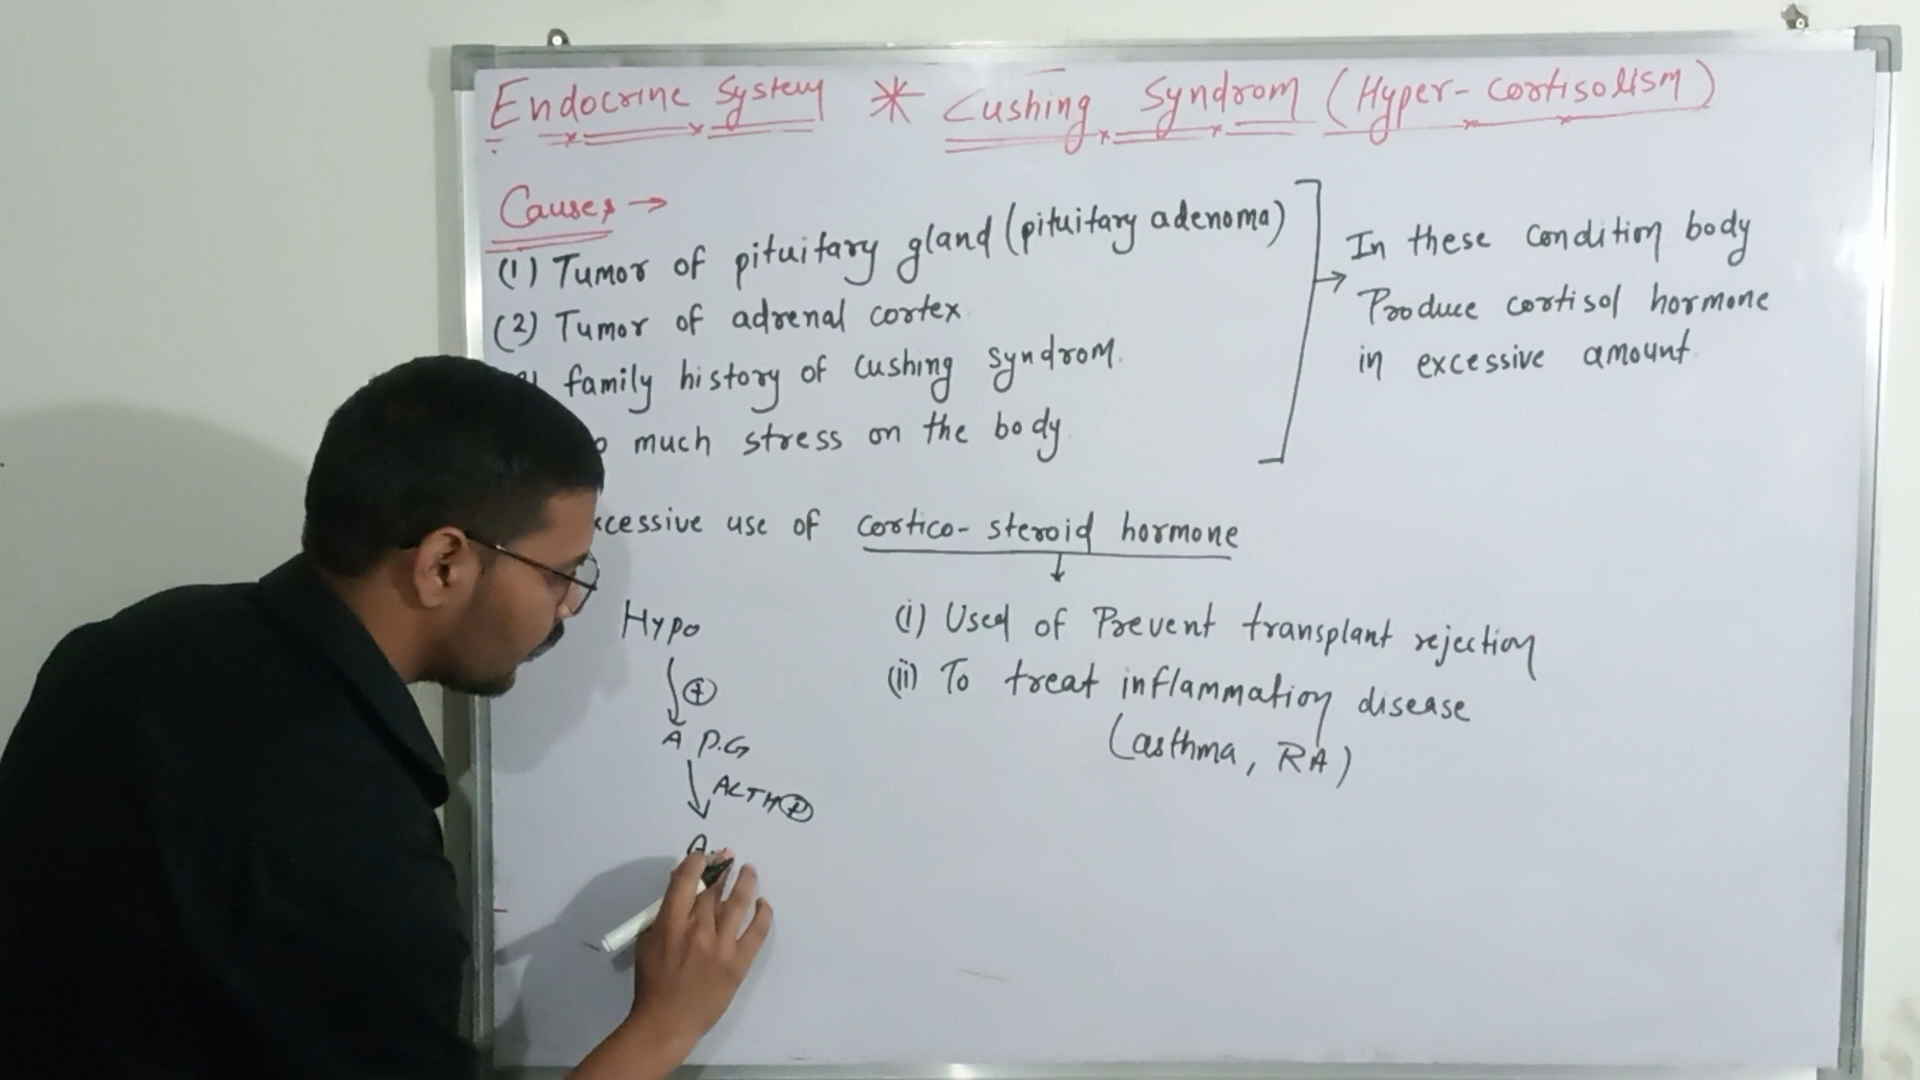 Endocrine System * Cushing Syndrom (Hyper-cortisolism)
Causes →
(1) Tumor of pituitary gland (pituitary adenoma)
(2) Tumor of adrenal cortex
family history of Cushing Syndrom.
much stress on the body
→ In these condition body
Produce cortisol hormone
in excessive amount
xcessive use of cortico-steroid hormone
↓
(i) Used of Prevent transplant rejection
(ii) To treat inflammation disease
(asthma, RA)
Hypo
↓ ⊕
A P.G
↓ ACTH ⊕
A.